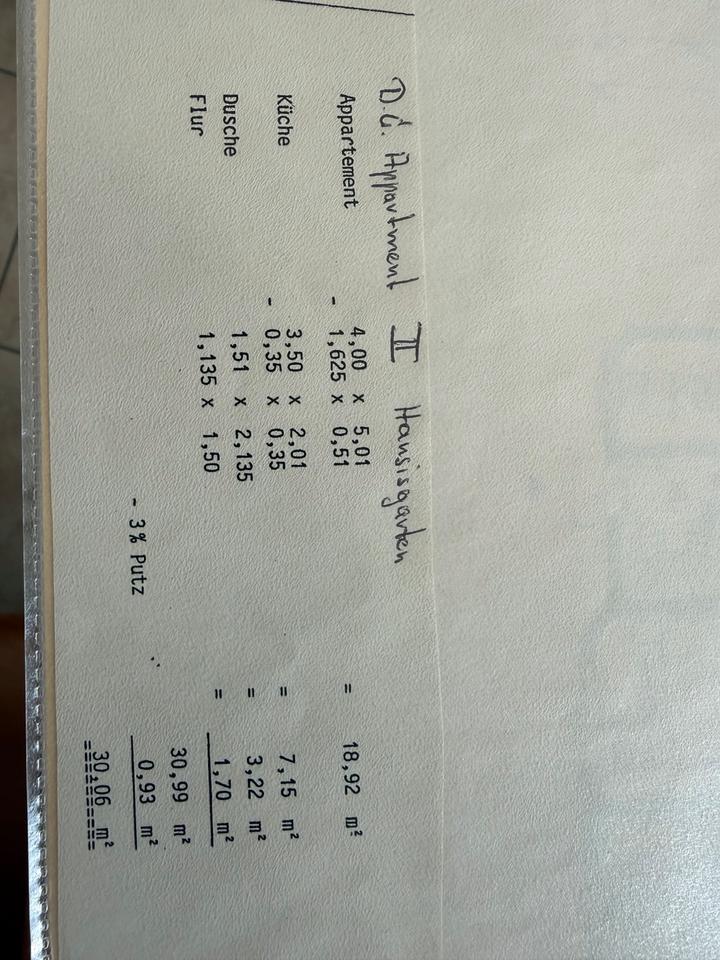 D.G. Appartment II Hansisgarten
Appartement 4,00 x 5,01
- 1,625 x 0,51 = 18,92 m²
Küche 3,50 x 2,01
- 0,35 x 0,35 = 7,15 m²
Dusche 1,51 x 2,135 = 3,22 m²
Flur 1,135 x 1,50 = 1,70 m²
30,99 m²
- 3% Putz 0,93 m²
30,06 m²